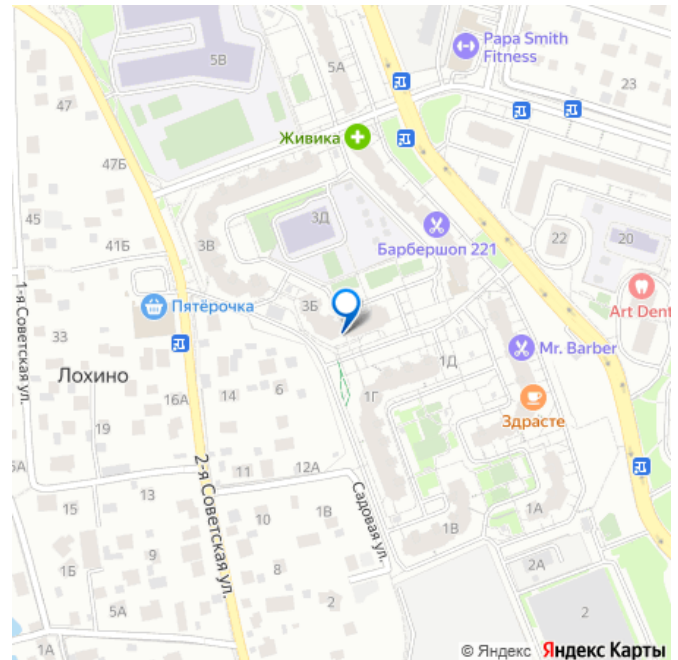 Papa Smith
Fitness
5В
5А
23
47
Живика
47Б
45
3Д
22
20
41Б
3В
Барбершоп 221
Art Dent
1-я Советская ул.
3Б
Пятёрочка
33
Mr. Barber
Лохино
1Д
14
6
16А
1Г
Здрасте
19
5А
11
12А
2-я Советская ул.
15
13
Садовая ул.
10
1В
1В
1А
9
1Б
8
2А
5А
2
2
1А
© Яндекс Яндекс Карты